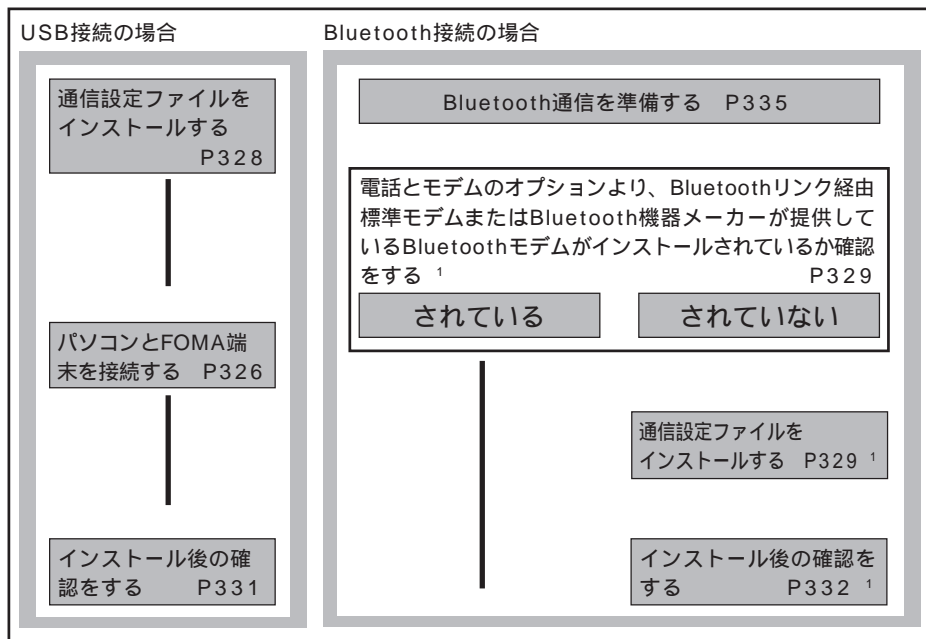 USB接続の場合
通信設定ファイルを
インストールする
P328
パソコンとFOMA端
末を接続する P326
インストール後の確
認をする P331
Bluetooth接続の場合
Bluetooth通信を準備する P335
電話とモデムのオプションより、Bluetoothリンク経由
標準モデムまたはBluetooth機器メーカーが提供して
いるBluetoothモデムがインストールされているか確認
をする 1 P329
されている されていない
通信設定ファイルを
インストールする P329 1
インストール後の確認を
する P332 1